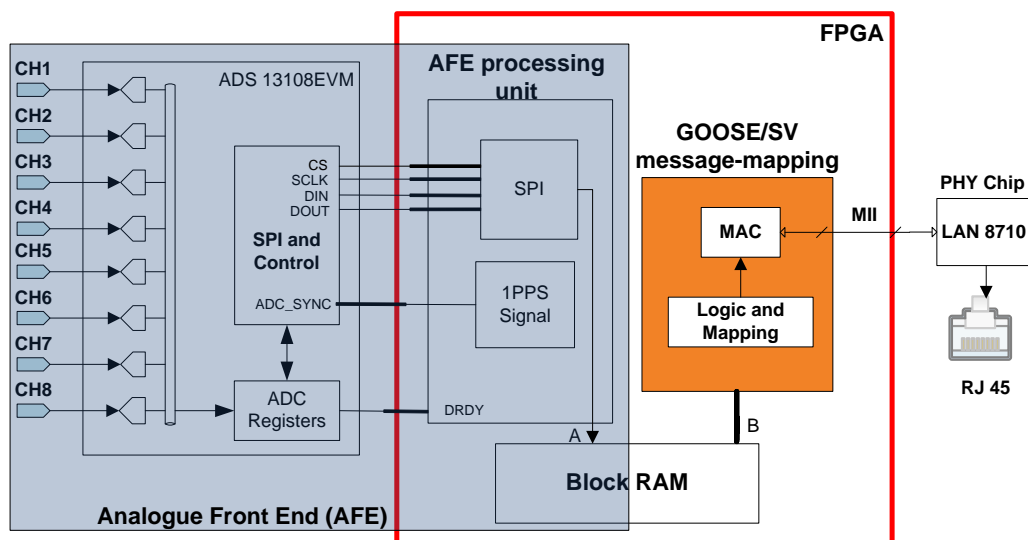 FPGA
CH1
CH2
CH3
CH4
CH5
CH6
CH7
CH8
ADS 13108EVM
AFE processing
unit
CS
SCLK
DIN
DOUT
SPI and
Control
ADC_SYNC
SPI
1PPS
Signal
ADC
Registers
DRDY
GOOSE/SV
message-mapping
MAC
Logic and
Mapping
MII
PHY Chip
LAN 8710
RJ 45
A
B
Block RAM
Analogue Front End (AFE)